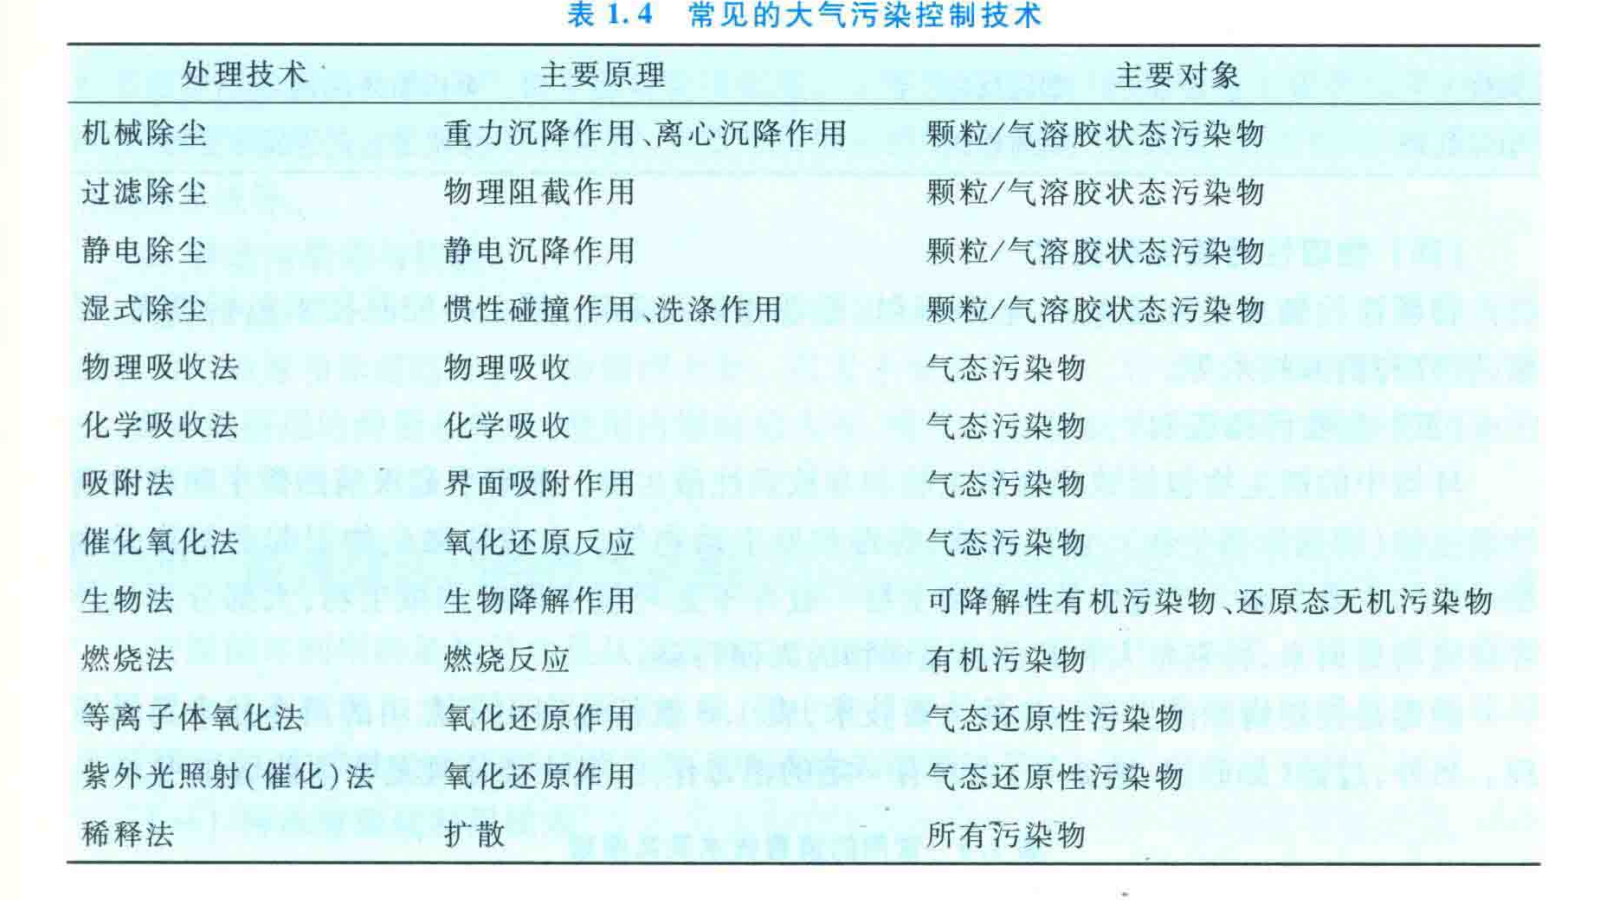 表 1.4 常见的大气污染控制技术
处理技术 主要原理 主要对象
机械除尘 重力沉降作用、离心沉降作用 颗粒/气溶胶状态污染物
过滤除尘 物理阻截作用 颗粒/气溶胶状态污染物
静电除尘 静电沉降作用 颗粒/气溶胶状态污染物
湿式除尘 惯性碰撞作用、洗涤作用 颗粒/气溶胶状态污染物
物理吸收法 物理吸收 气态污染物
化学吸收法 化学吸收 气态污染物
吸附法 界面吸附作用 气态污染物
催化氧化法 氧化还原反应 气态污染物
生物法 生物降解作用 可降解性有机污染物、还原态无机污染物
燃烧法 燃烧反应 有机污染物
等离子体氧化法 氧化还原作用 气态还原性污染物
紫外光照射(催化)法 氧化还原作用 气态还原性污染物
稀释法 扩散 所有污染物